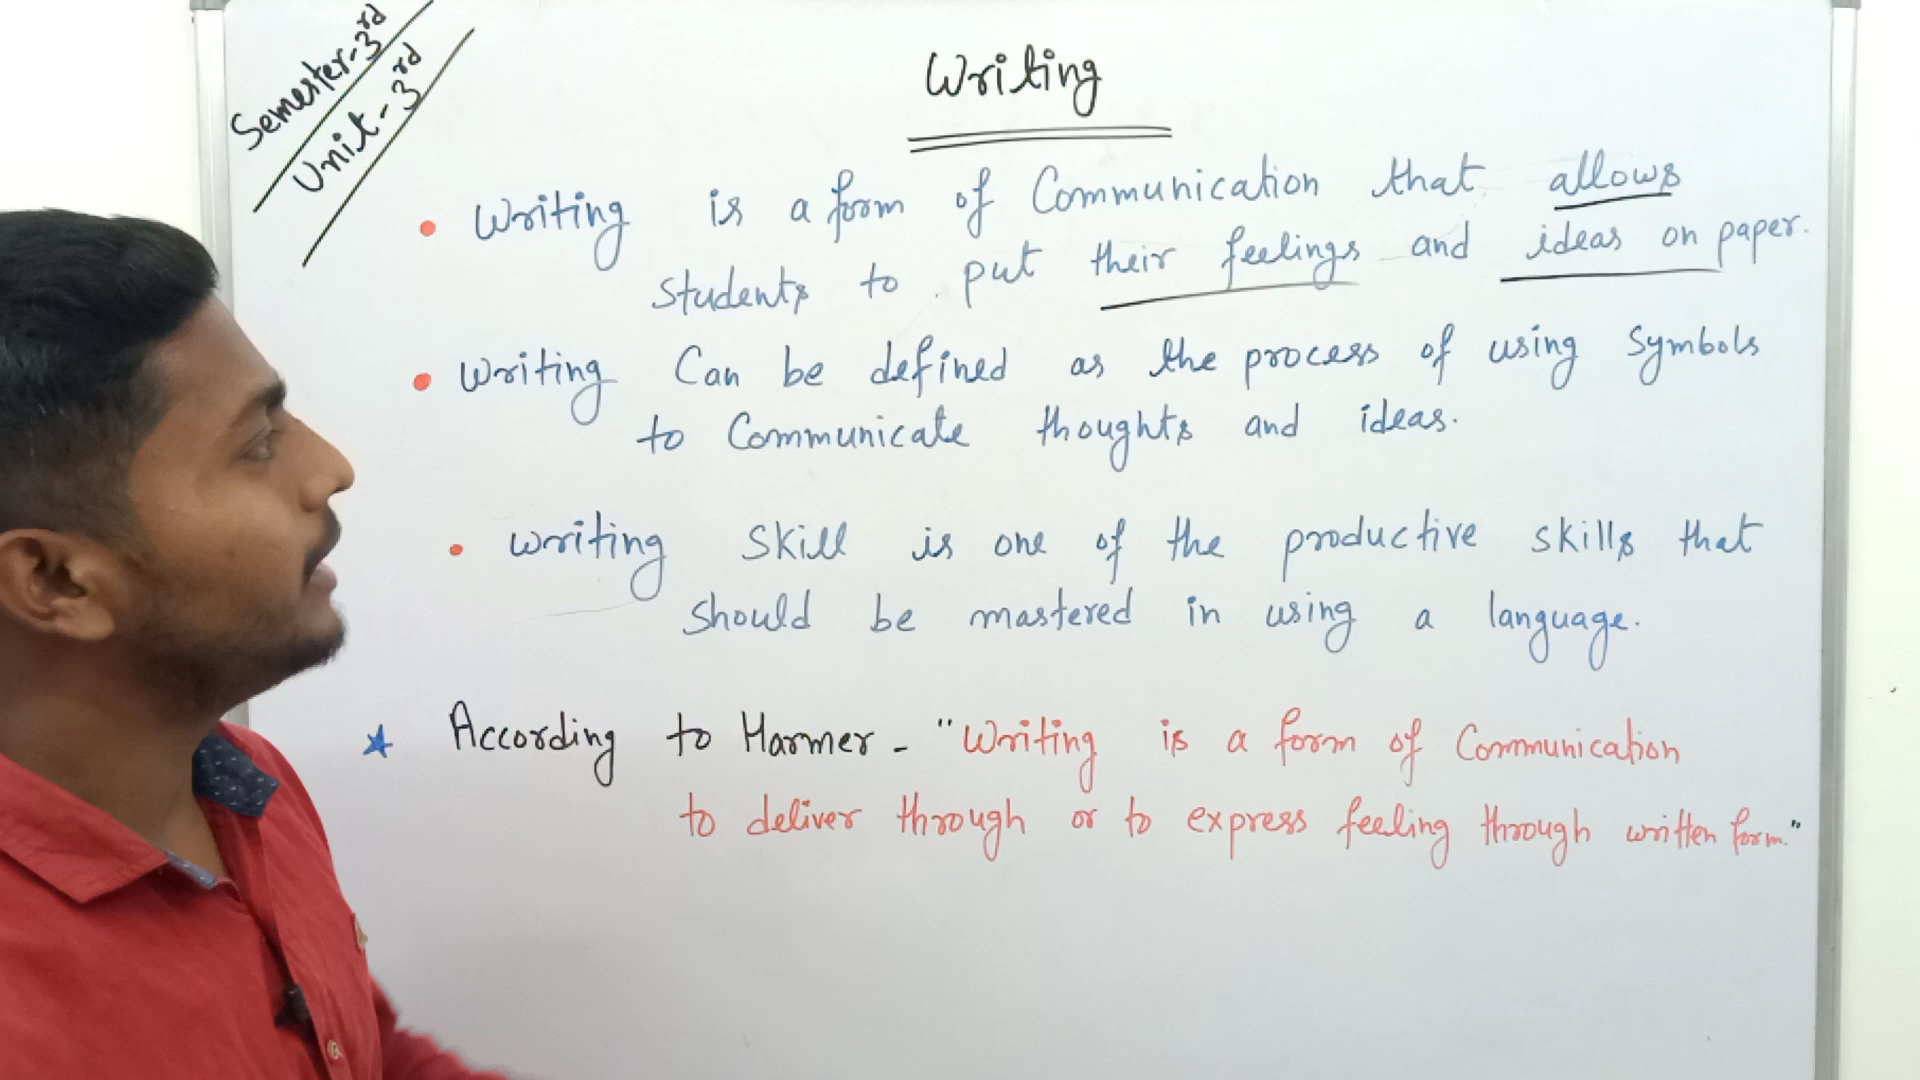 Semester-3rd
Unit-3rd
Writing
• Writing is a form of Communication that allows
students to put their feelings and ideas on paper.
• Writing Can be defined as the process of using Symbols
to Communicate thoughts and ideas.
• Writing Skill is one of the productive skills that
should be mastered in using a language.
★ According to Harmer - "Writing is a form of Communication
to deliver through or to express feeling through written form."